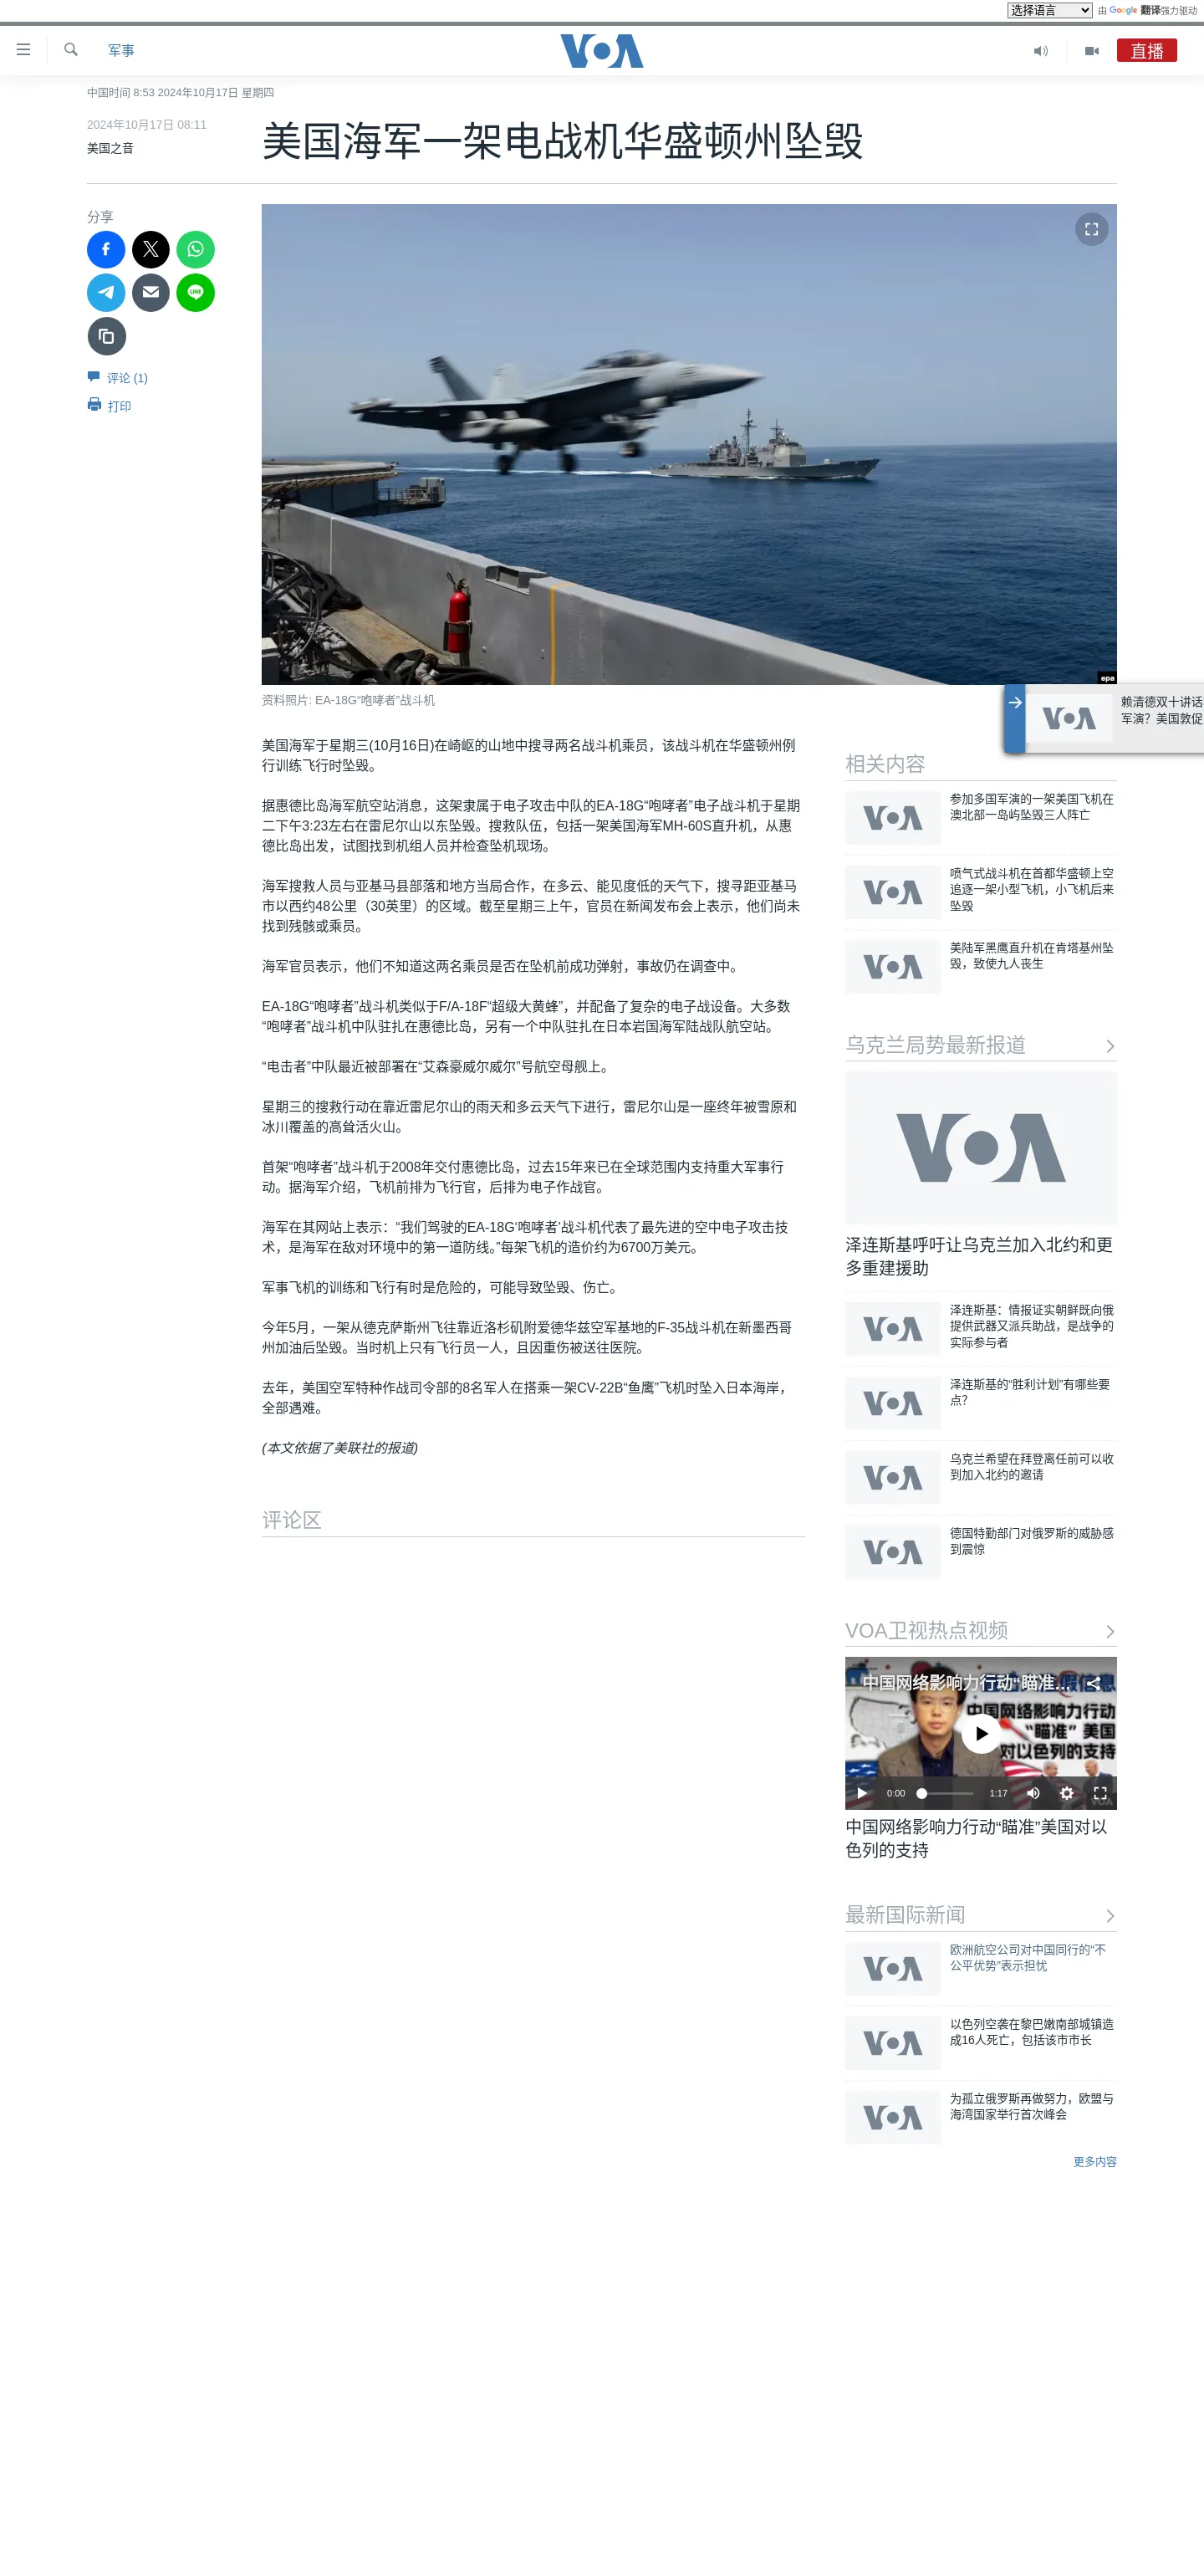 选择语言
由 Google 翻译强力驱动
军事
VOA
直播
中国时间 8:53 2024年10月17日 星期四
2024年10月17日 08:11
美国之音
美国海军一架电战机华盛顿州坠毁
分享
LINE
评论 (1)
打印
epa
资料照片: EA-18G“咆哮者”战斗机
VOA
赖清德双十讲话
军演？美国敦促
美国海军于星期三(10月16日)在崎岖的山地中搜寻两名战斗机乘员，该战斗机在华盛顿州例
行训练飞行时坠毁。
据惠德比岛海军航空站消息，这架隶属于电子攻击中队的EA-18G“咆哮者”电子战斗机于星期
二下午3:23左右在雷尼尔山以东坠毁。搜救队伍，包括一架美国海军MH-60S直升机，从惠
德比岛出发，试图找到机组人员并检查坠机现场。
海军搜救人员与亚基马县部落和地方当局合作，在多云、能见度低的天气下，搜寻距亚基马
市以西约48公里（30英里）的区域。截至星期三上午，官员在新闻发布会上表示，他们尚未
找到残骸或乘员。
海军官员表示，他们不知道这两名乘员是否在坠机前成功弹射，事故仍在调查中。
EA-18G“咆哮者”战斗机类似于F/A-18F“超级大黄蜂”，并配备了复杂的电子战设备。大多数
“咆哮者”战斗机中队驻扎在惠德比岛，另有一个中队驻扎在日本岩国海军陆战队航空站。
“电击者”中队最近被部署在“艾森豪威尔威尔”号航空母舰上。
星期三的搜救行动在靠近雷尼尔山的雨天和多云天气下进行，雷尼尔山是一座终年被雪原和
冰川覆盖的高耸活火山。
首架“咆哮者”战斗机于2008年交付惠德比岛，过去15年来已在全球范围内支持重大军事行
动。据海军介绍，飞机前排为飞行官，后排为电子作战官。
海军在其网站上表示：“我们驾驶的EA-18G‘咆哮者’战斗机代表了最先进的空中电子攻击技
术，是海军在敌对环境中的第一道防线。”每架飞机的造价约为6700万美元。
军事飞机的训练和飞行有时是危险的，可能导致坠毁、伤亡。
今年5月，一架从德克萨斯州飞往靠近洛杉矶附爱德华兹空军基地的F-35战斗机在新墨西哥
州加油后坠毁。当时机上只有飞行员一人，且因重伤被送往医院。
去年，美国空军特种作战司令部的8名军人在搭乘一架CV-22B“鱼鹰”飞机时坠入日本海岸，
全部遇难。
(本文依据了美联社的报道)
评论区
相关内容
VOA
参加多国军演的一架美国飞机在
澳北部一岛屿坠毁三人阵亡
VOA
喷气式战斗机在首都华盛顿上空
追逐一架小型飞机，小飞机后来
坠毁
VOA
美陆军黑鹰直升机在肯塔基州坠
毁，致使九人丧生
乌克兰局势最新报道
VOA
泽连斯基呼吁让乌克兰加入北约和更
多重建援助
VOA
泽连斯基：情报证实朝鲜既向俄
提供武器又派兵助战，是战争的
实际参与者
VOA
泽连斯基的“胜利计划”有哪些要
点？
VOA
乌克兰希望在拜登离任前可以收
到加入北约的邀请
VOA
德国特勤部门对俄罗斯的威胁感
到震惊
VOA卫视热点视频
中国网络影响力行动“瞄准...
假信息
中国网络影响力行动
“瞄准” 美国
对以色列的支持
0:00
1:17
VOA
中国网络影响力行动“瞄准”美国对以
色列的支持
最新国际新闻
VOA
欧洲航空公司对中国同行的“不
公平优势”表示担忧
VOA
以色列空袭在黎巴嫩南部城镇造
成16人死亡，包括该市市长
VOA
为孤立俄罗斯再做努力，欧盟与
海湾国家举行首次峰会
更多内容